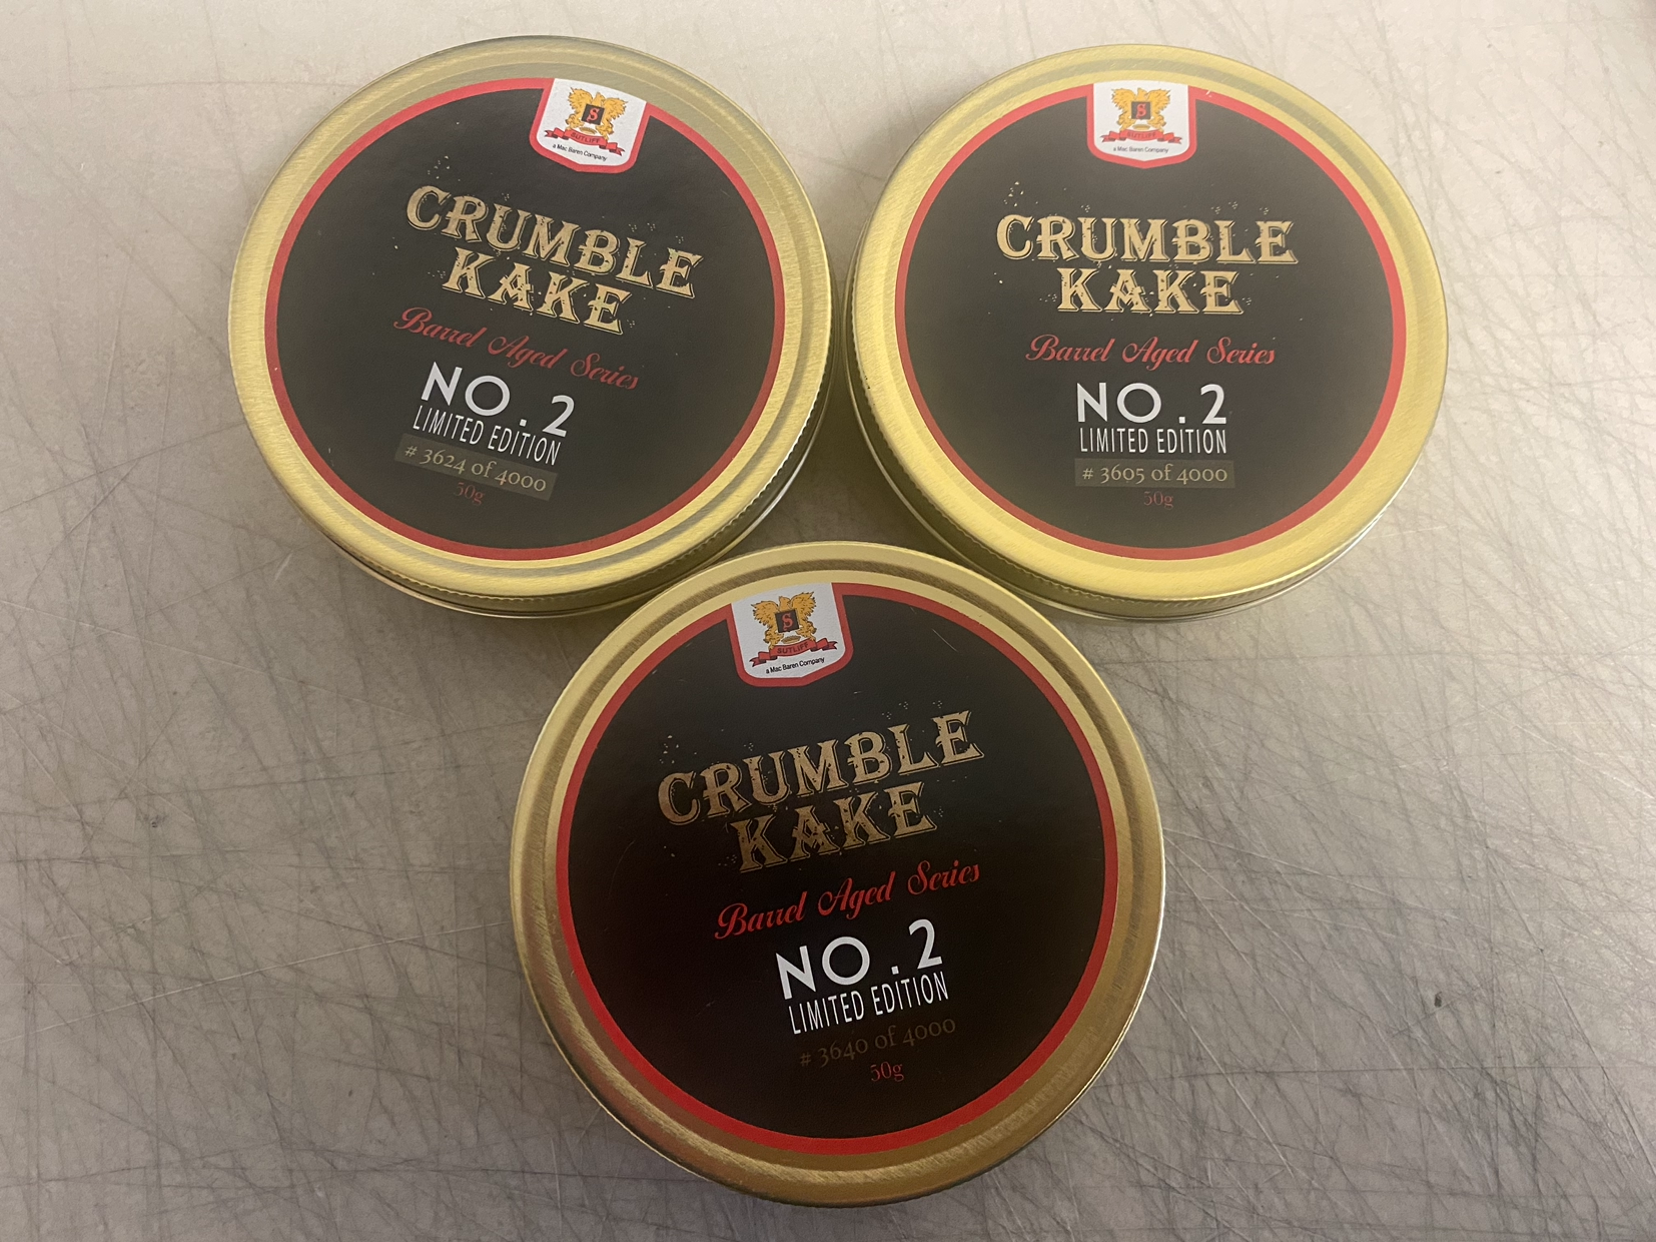 S
SUTLIFF
a Mac Baren Company
CRUMBLE
KAKE
Barrel Aged Series
NO. 2
LIMITED EDITION
# 3624 of 4000
50g
S
SUTLIFF
a Mac Baren Company
CRUMBLE
KAKE
Barrel Aged Series
NO. 2
LIMITED EDITION
# 3605 of 4000
50g
S
SUTLIFF
a Mac Baren Company
CRUMBLE
KAKE
Barrel Aged Series
NO. 2
LIMITED EDITION
# 3640 of 4000
50g